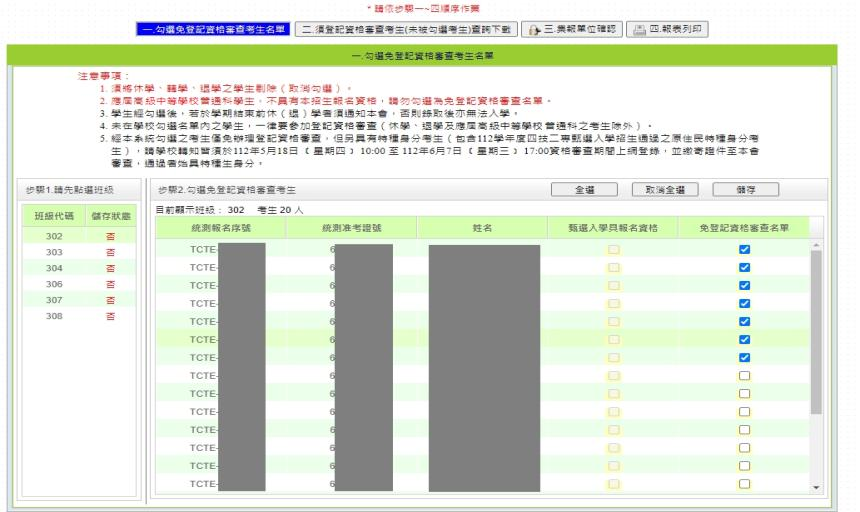 * 請依步驟一~四順序作業
一.勾選免登記資格審查考生名單
二.須登記資格審查考生(未被勾選考生)查詢下載
三.集報單位確認
四.報表列印
一.勾選免登記資格審查考生名單
注意事項：
1. 須將休學、轉學、退學之學生剔除（取消勾選）。
2. 應屆高級中等學校普通科學生，不具有本招生報名資格，請勿勾選為免登記資格審查名單。
3. 學生經勾選後，若於學期結束前休（退）學者須通知本會，否則錄取後亦無法入學。
4. 未在學校勾選名單內之學生，一律要參加登記資格審查（休學、退學及應屆高級中等學校普通科之考生除外）。
5. 經本系統勾選之考生僅免辦理登記資格審查，但另具有特種身分考生（包含112學年度四技二專甄選入學招生通過之原住民特種身分考
生），請學校轉知皆須於112年5月18日（星期四）10:00 至 112年6月7日（星期三）17:00資格審查期間上網登錄，並繳寄證件至本會
審查，通過者始具特種生身分。
步驟1.請先點選班級
步驟2.勾選免登記資格審查考生
全選 取消全選 儲存
班級代碼 儲存狀態
302 否
303 否
304 否
306 否
307 否
308 否
目前顯示班級：302 考生 20 人
統測報名序號 統測准考證號 姓名 甄選入學具報名資格 免登記資格審查名單
TCTE- 6
TCTE- 6
TCTE- 6
TCTE- 6
TCTE- 6
TCTE- 6
TCTE- 6
TCTE- 6
TCTE- 6
TCTE- 6
TCTE- 6
TCTE- 6
TCTE- 6
TCTE- 6